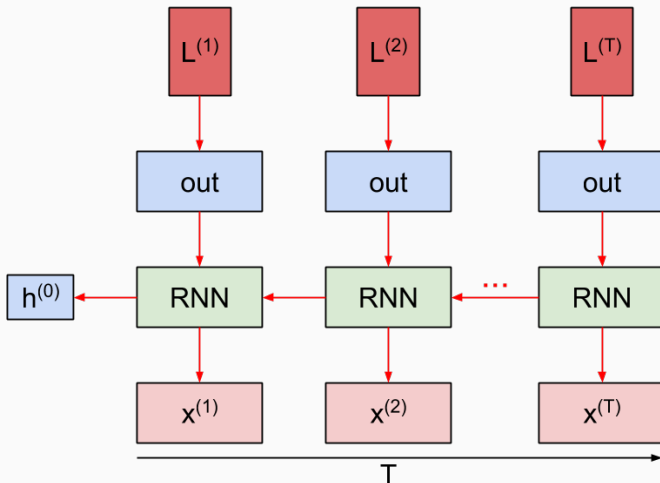 L^(1) L^(2) L^(T)
out out out
...
h^(0) RNN RNN RNN
x^(1) x^(2) x^(T)
T